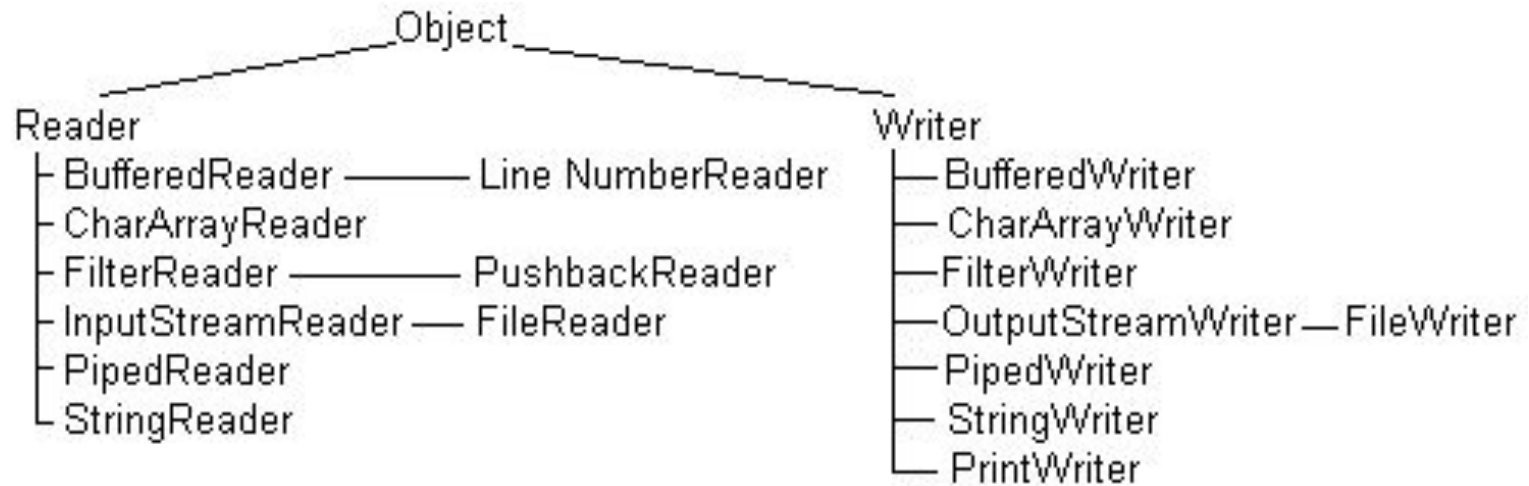 Object
Reader Writer
BufferedReader Line NumberReader BufferedWriter
CharArrayReader CharArrayWriter
FilterReader PushbackReader FilterWriter
InputStreamReader FileReader OutputStreamWriter FileWriter
PipedReader PipedWriter
StringReader StringWriter
PrintWriter